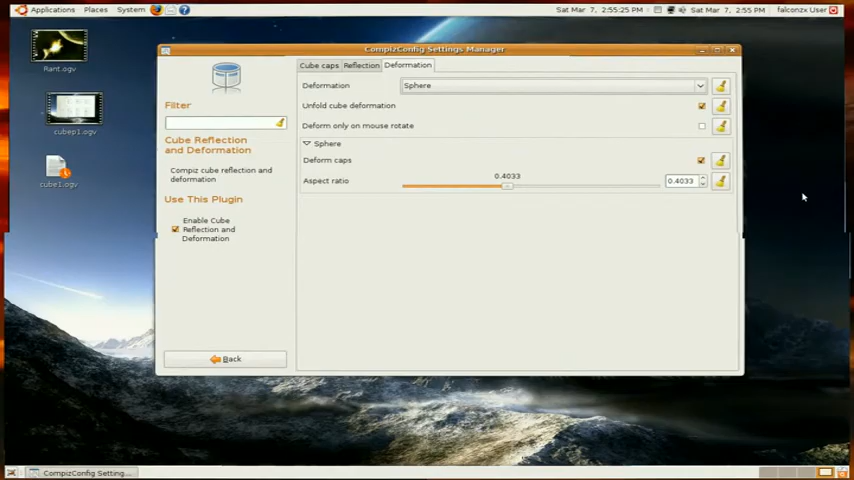 Applications Places System Sat Mar 7, 2:55:25 PM Sat Mar 7, 2:55 PM falconzx User
CompizConfig Settings Manager
Rant.ogv
cubep1.ogv
cube1.ogv
Filter
Cube Reflection
and Deformation
Compiz cube reflection and
deformation
Use This Plugin
Enable Cube
Reflection and
Deformation
Back
Cube caps Reflection Deformation
Deformation Sphere
Unfold cube deformation
Deform only on mouse rotate
Sphere
Deform caps
0.4033
Aspect ratio 0.4033
CompizConfig Setting...